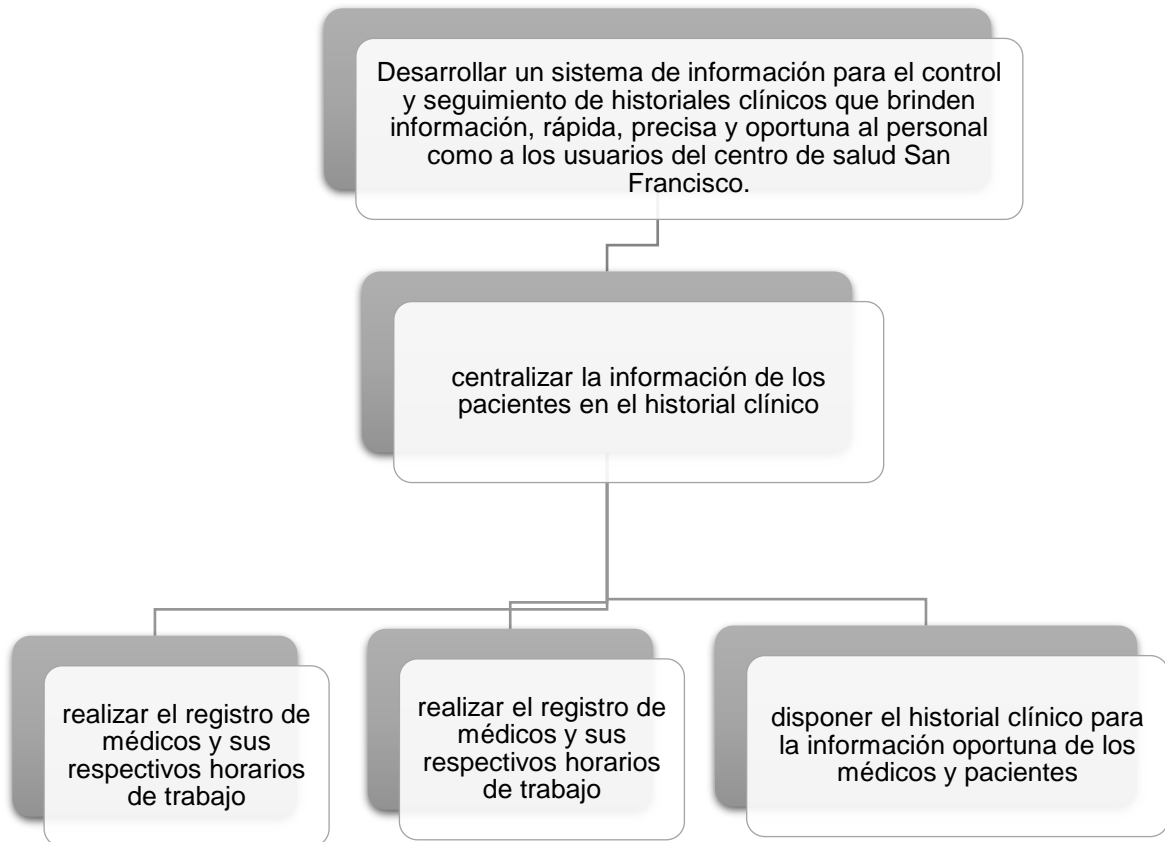 Desarrollar un sistema de información para el control
y seguimiento de historiales clínicos que brinden
información, rápida, precisa y oportuna al personal
como a los usuarios del centro de salud San
Francisco.
centralizar la información de los
pacientes en el historial clínico
realizar el registro de
médicos y sus
respectivos horarios
de trabajo
realizar el registro de
médicos y sus
respectivos horarios
de trabajo
disponer el historial clínico para
la información oportuna de los
médicos y pacientes